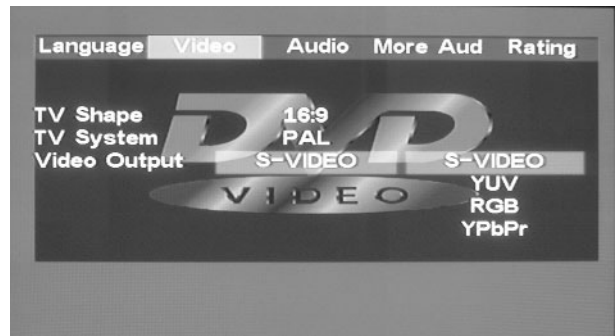 Language Video Audio More Aud Rating
TV Shape 16:9
TV System PAL
Video Output S-VIDEO S-VIDEO
YUV
RGB
YPbPr
DVD
VIDEO